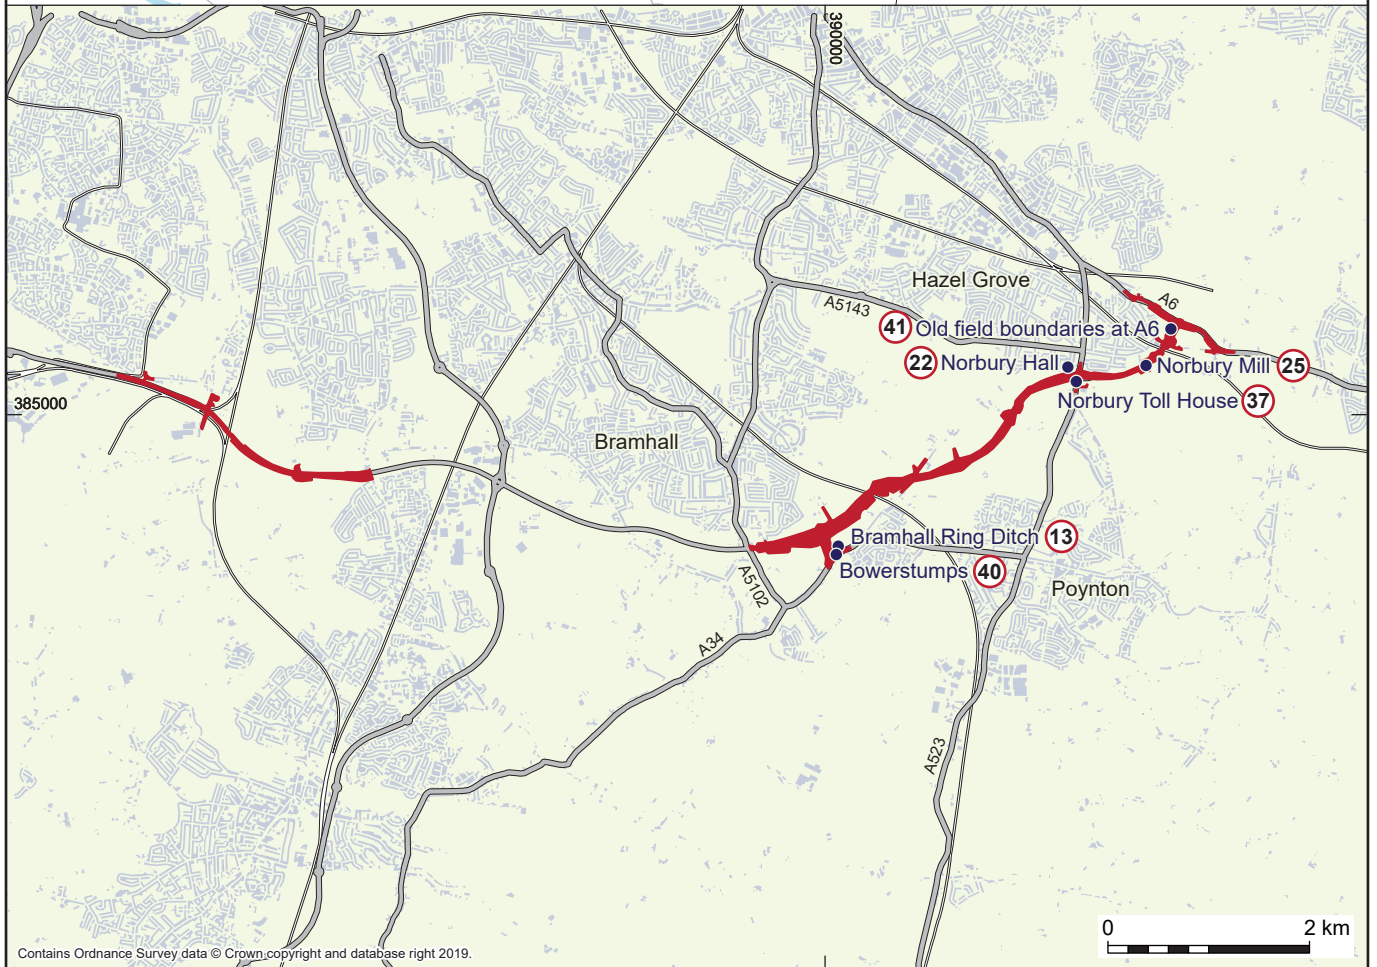 390000
Hazel Grove
A6
A5143
41 Old field boundaries at A6
22 Norbury Hall
Norbury Mill 25
385000
Norbury Toll House 37
Bramhall
Bramhall Ring Ditch 13
Bowerstumps 40
A5102
Poynton
A34
A523
0 2 km
Contains Ordnance Survey data © Crown copyright and database right 2019.